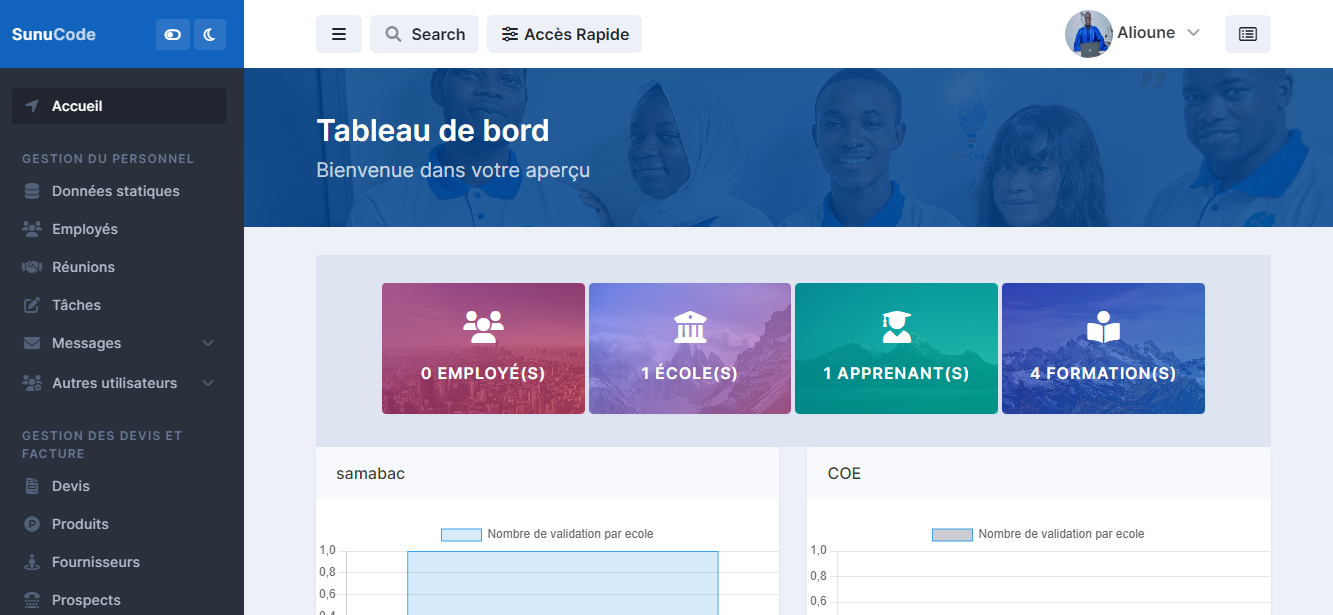 SunuCode
Search
Accès Rapide
Alioune
Accueil
GESTION DU PERSONNEL
Données statiques
Employés
Réunions
Tâches
Messages
Autres utilisateurs
GESTION DES DEVIS ET
FACTURE
Devis
Produits
Fournisseurs
Prospects
Tableau de bord
Bienvenue dans votre aperçu
SunuCode
0 EMPLOYÉ(S)
1 ÉCOLE(S)
1 APPRENANT(S)
4 FORMATION(S)
samabac
Nombre de validation par ecole
1,0
0,8
0,6
0,4
COE
Nombre de validation par ecole
1,0
0,8
0,6